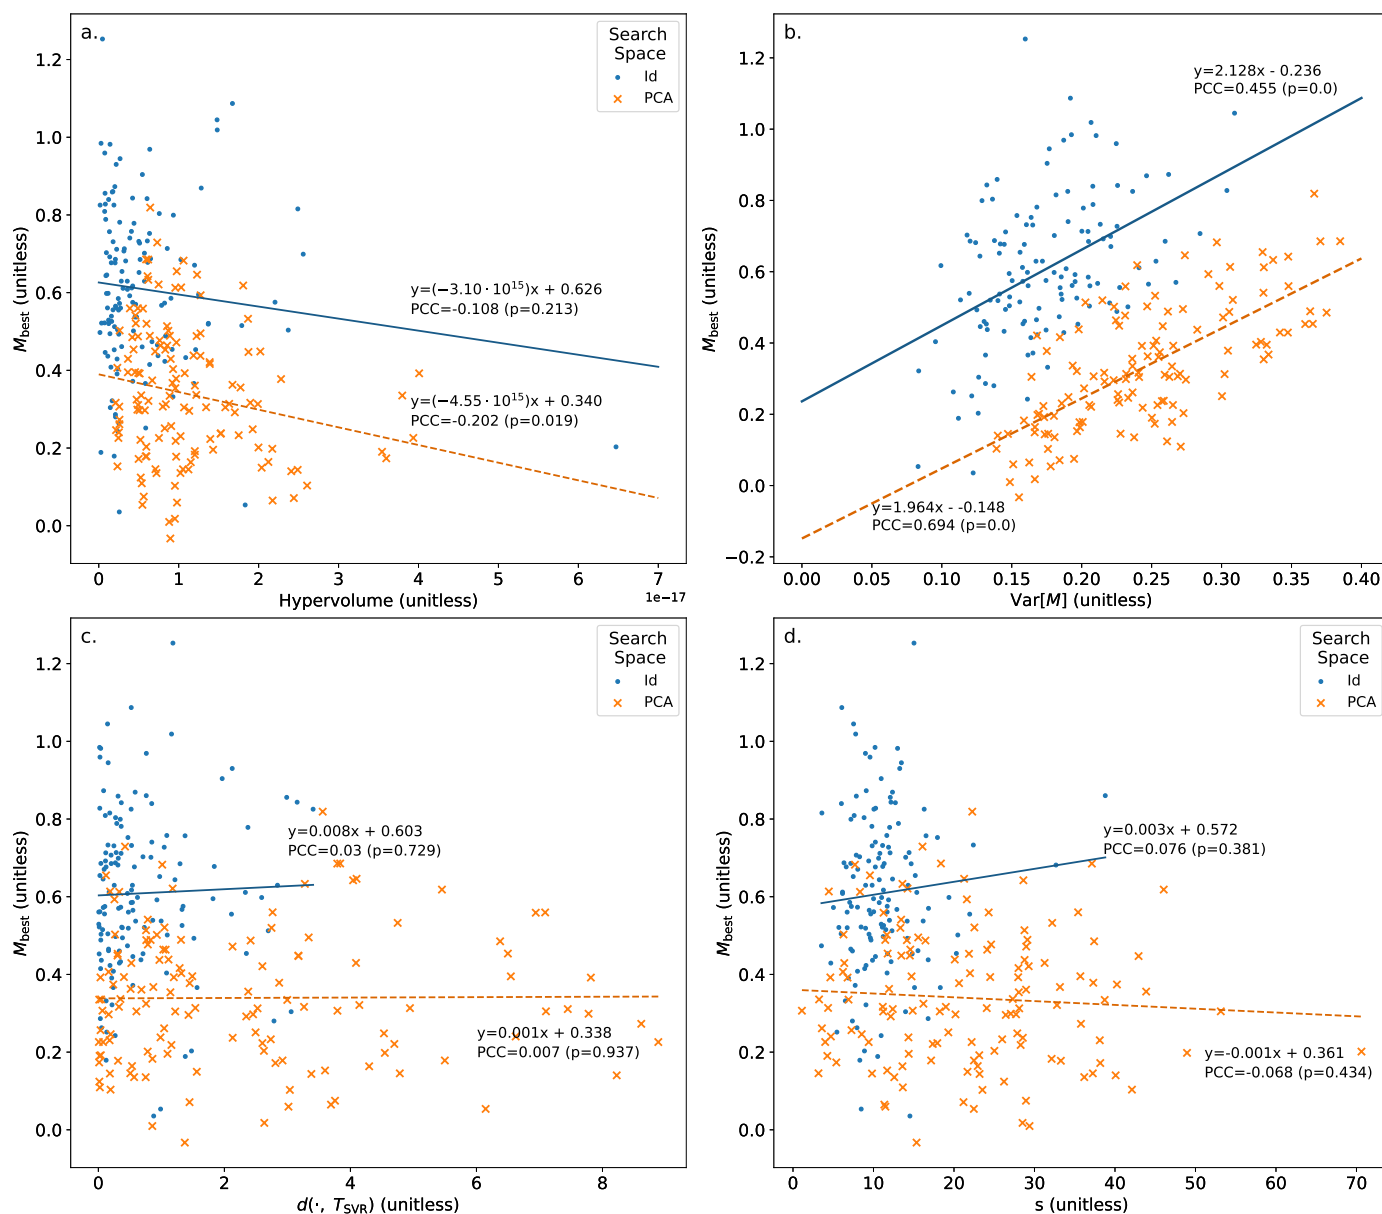 a.
Search
Space
Id
PCA
y=(−3.10·10¹⁵)x + 0.626
PCC=-0.108 (p=0.213)
y=(−4.55·10¹⁵)x + 0.340
PCC=-0.202 (p=0.019)
M_best (unitless)
1.2
1.0
0.8
0.6
0.4
0.2
0.0
0 1 2 3 4 5 6 7
1e−17
Hypervolume (unitless)
b.
y=2.128x - 0.236
PCC=0.455 (p=0.0)
y=1.964x - -0.148
PCC=0.694 (p=0.0)
M_best (unitless)
1.2
1.0
0.8
0.6
0.4
0.2
0.0
−0.2
0.00 0.05 0.10 0.15 0.20 0.25 0.30 0.35 0.40
Var[M] (unitless)
c.
Search
Space
Id
PCA
y=0.008x + 0.603
PCC=0.03 (p=0.729)
y=0.001x + 0.338
PCC=0.007 (p=0.937)
M_best (unitless)
1.2
1.0
0.8
0.6
0.4
0.2
0.0
0 2 4 6 8
d(·, T_SVR) (unitless)
d.
Search
Space
Id
PCA
y=0.003x + 0.572
PCC=0.076 (p=0.381)
y=-0.001x + 0.361
PCC=-0.068 (p=0.434)
M_best (unitless)
1.2
1.0
0.8
0.6
0.4
0.2
0.0
0 10 20 30 40 50 60 70
s (unitless)